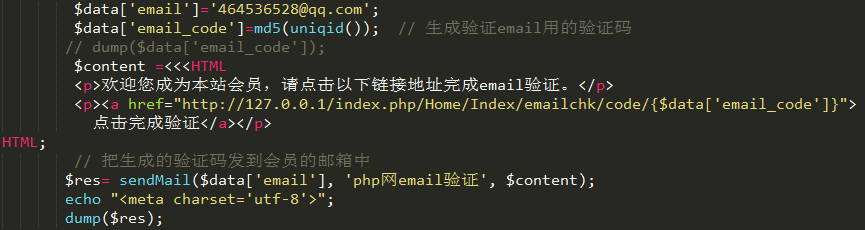 $data['email']='464536528@qq.com';
$data['email_code']=md5(uniqid()); // 生成验证email用的验证码
// dump($data['email_code']);
$content =<<<HTML
<p>欢迎您成为本站会员，请点击以下链接地址完成email验证。</p>
<p><a href="http://127.0.0.1/index.php/Home/Index/emailchk/code/{$data['email_code']}">
点击完成验证</a></p>
HTML;
// 把生成的验证码发到会员的邮箱中
$res= sendMail($data['email'], 'php网email验证', $content);
echo "<meta charset='utf-8'>";
dump($res);